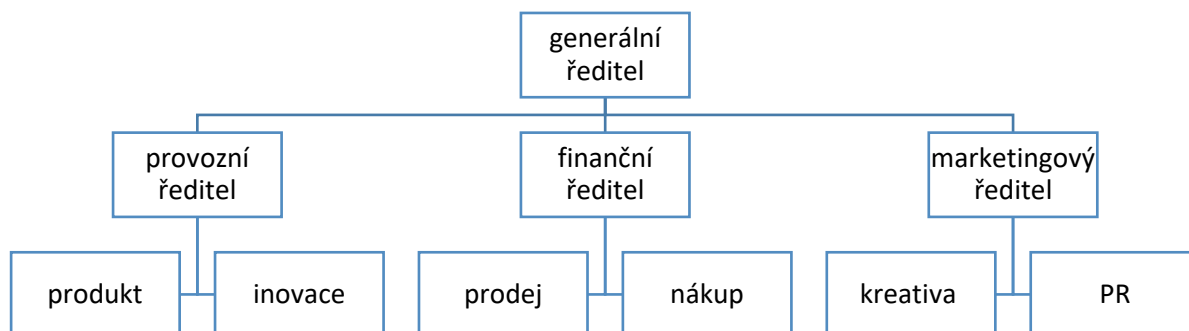 generální
ředitel
provozní
ředitel
finanční
ředitel
marketingový
ředitel
produkt
inovace
prodej
nákup
kreativa
PR